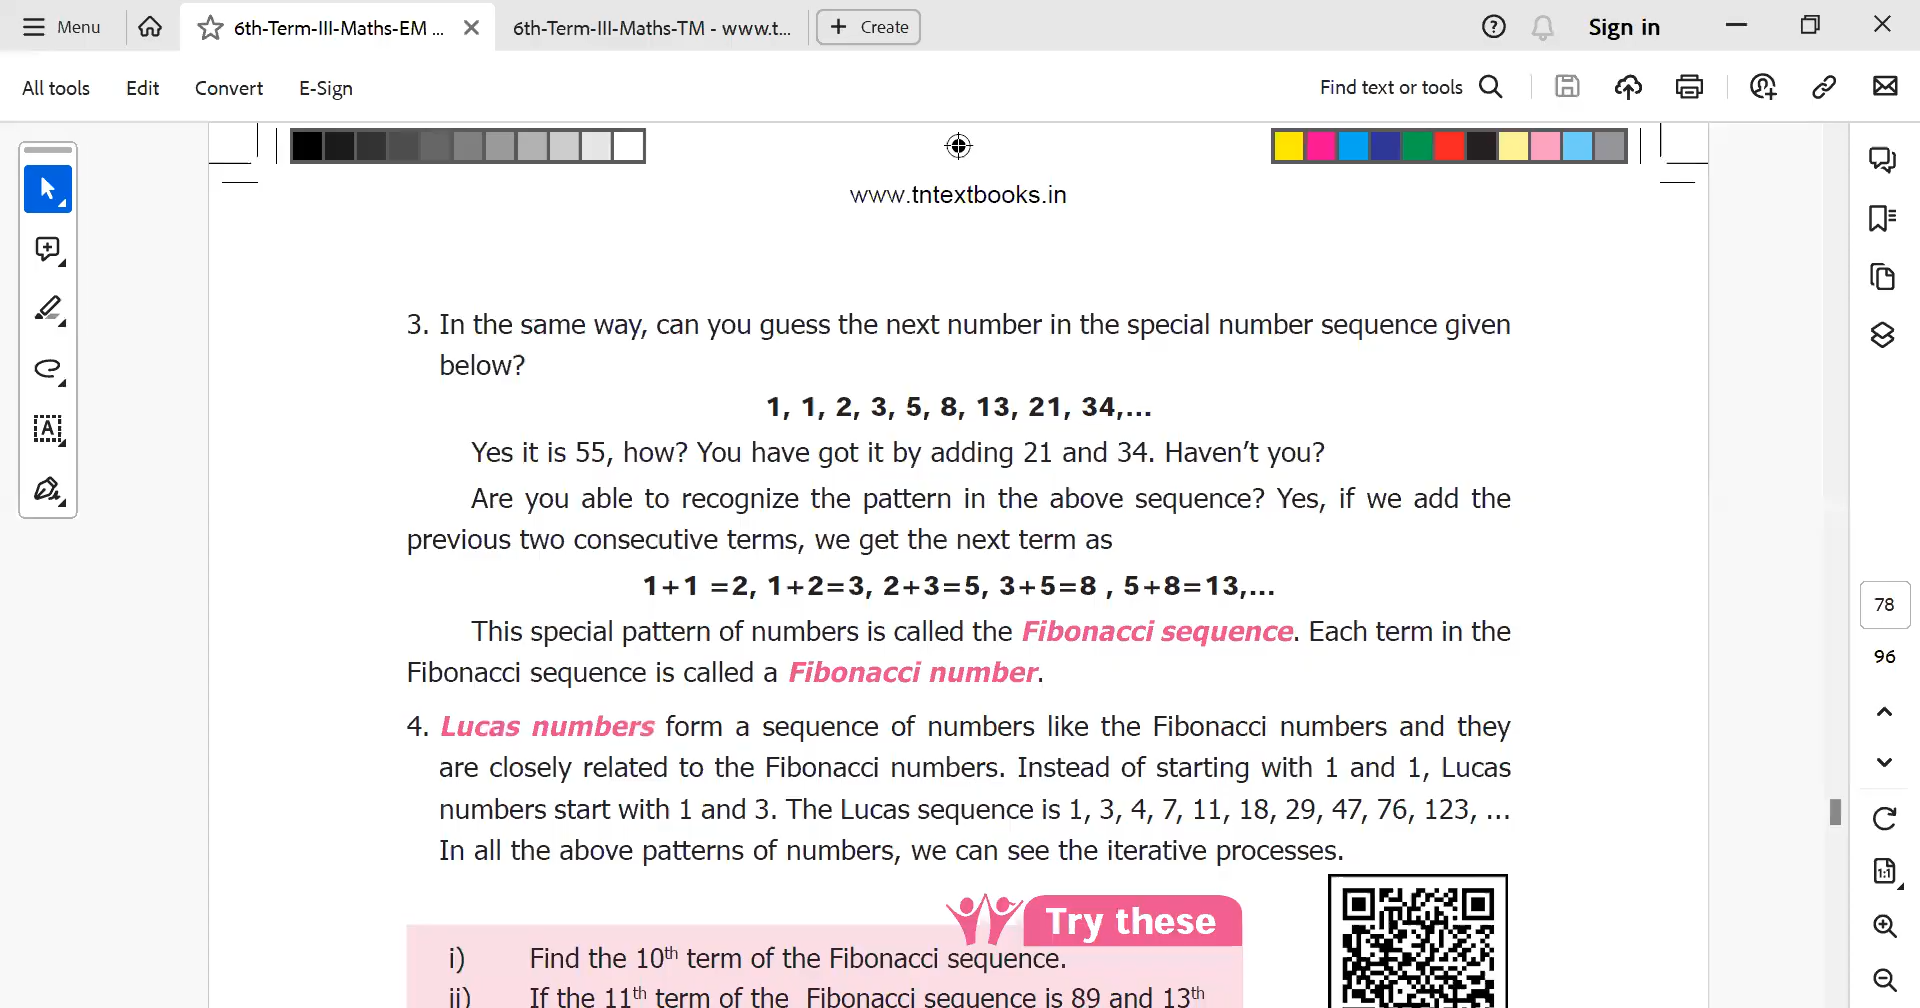 Menu
6th-Term-III-Maths-EM ...
6th-Term-III-Maths-TM - www.t...
Create
Sign in
All tools
Edit
Convert
E-Sign
Find text or tools
www.tntextbooks.in
3. In the same way, can you guess the next number in the special number sequence given
below?
1, 1, 2, 3, 5, 8, 13, 21, 34,...
Yes it is 55, how? You have got it by adding 21 and 34. Haven’t you?
Are you able to recognize the pattern in the above sequence? Yes, if we add the
previous two consecutive terms, we get the next term as
1+1 =2, 1+2=3, 2+3=5, 3+5=8 , 5+8=13,...
This special pattern of numbers is called the Fibonacci sequence. Each term in the
Fibonacci sequence is called a Fibonacci number.
4. Lucas numbers form a sequence of numbers like the Fibonacci numbers and they
are closely related to the Fibonacci numbers. Instead of starting with 1 and 1, Lucas
numbers start with 1 and 3. The Lucas sequence is 1, 3, 4, 7, 11, 18, 29, 47, 76, 123, ...
In all the above patterns of numbers, we can see the iterative processes.
Try these
i) Find the 10th term of the Fibonacci sequence.
ii) If the 11th term of the Fibonacci sequence is 89 and 13th
78
96
1:1